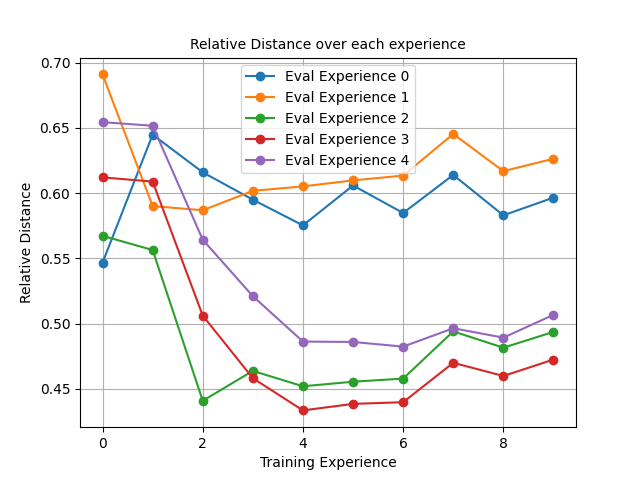 Relative Distance over each experience
Eval Experience 0
Eval Experience 1
Eval Experience 2
Eval Experience 3
Eval Experience 4
Relative Distance
0.70
0.65
0.60
0.55
0.50
0.45
0 2 4 6 8
Training Experience